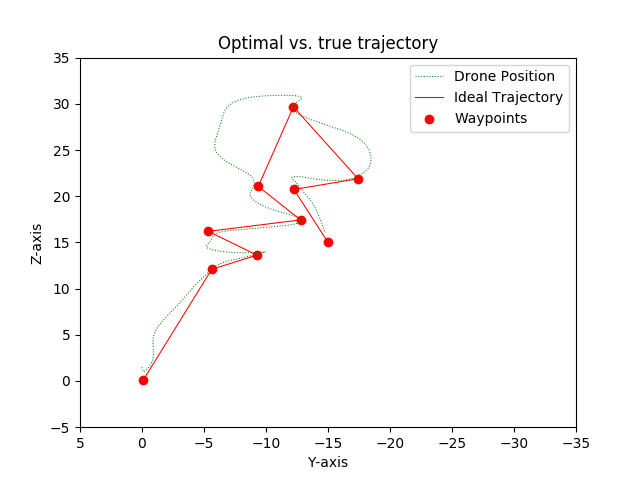 Optimal vs. true trajectory
Drone Position
Ideal Trajectory
Waypoints
35
30
25
20
15
10
5
0
−5
Z-axis
5 0 −5 −10 −15 −20 −25 −30 −35
Y-axis